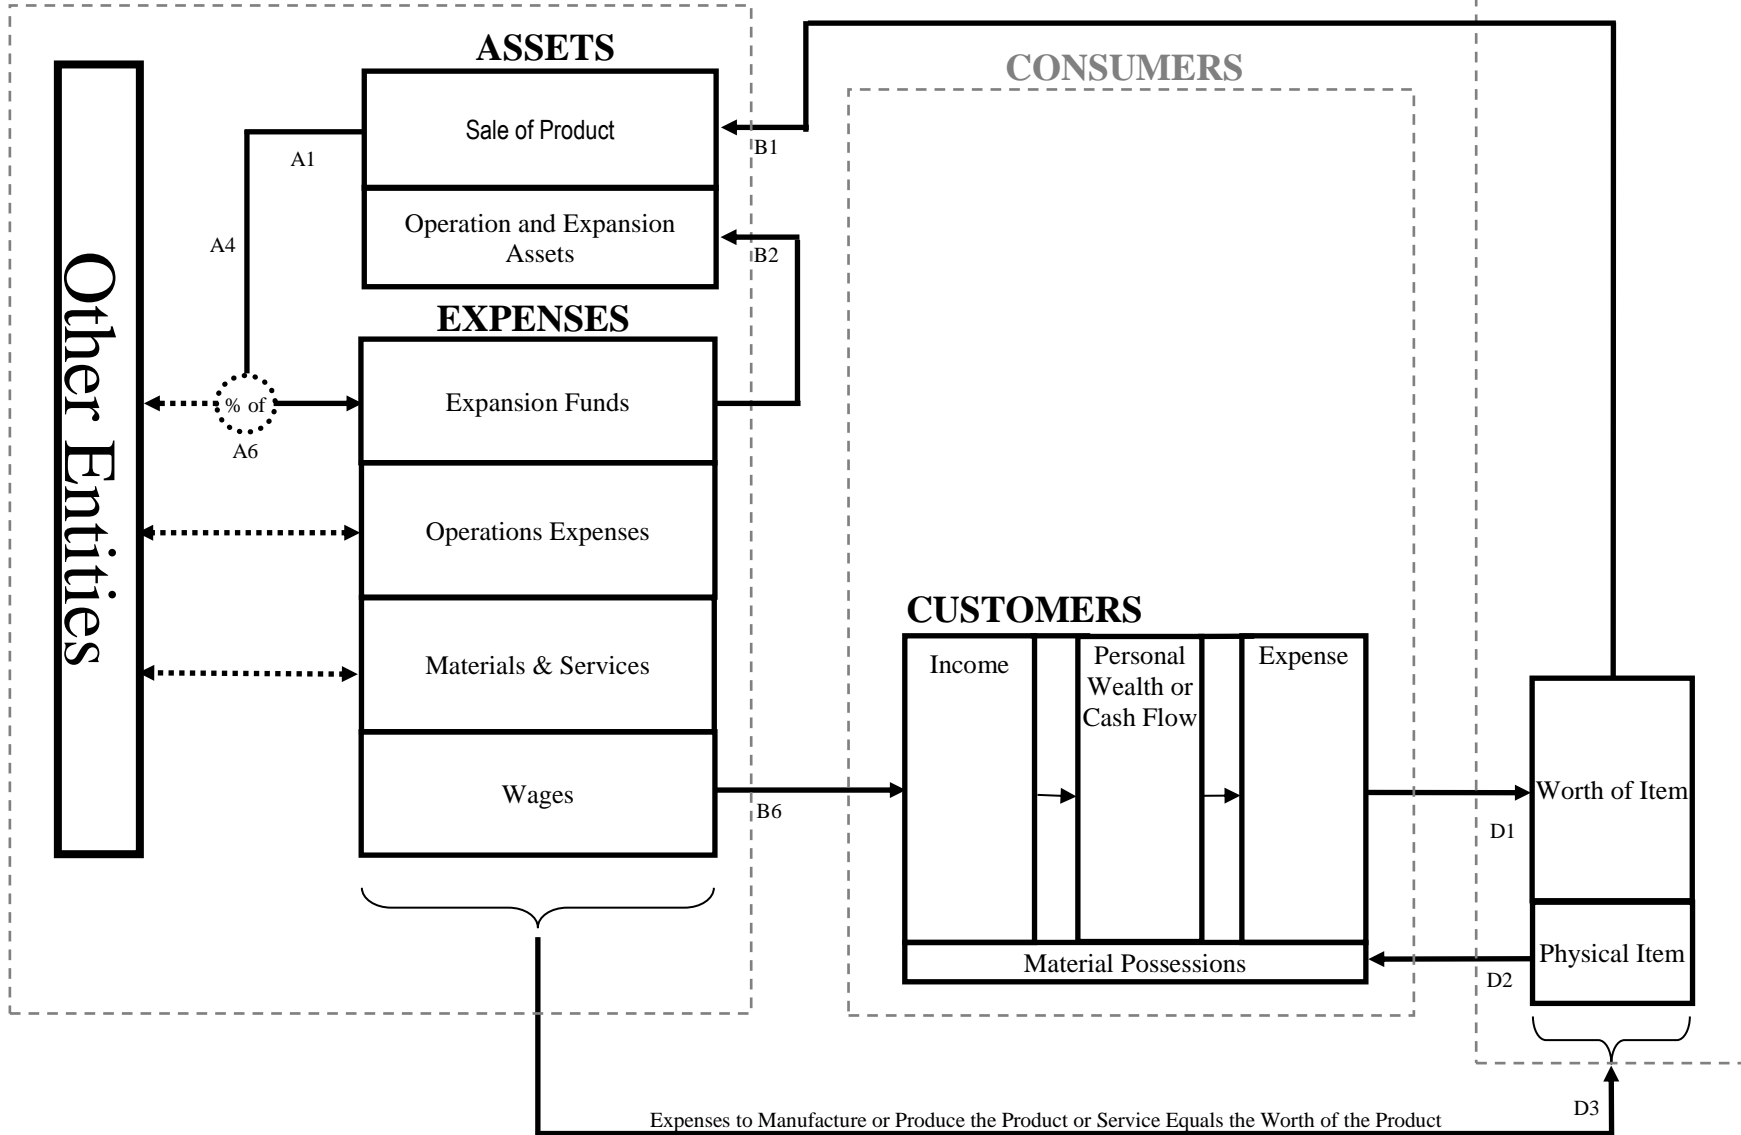 ASSETS
CONSUMERS
Sale of Product
B1
A1
Operation and Expansion
Assets
A4
B2
Other Entities
EXPENSES
Expansion Funds
% of
A6
Operations Expenses
Materials & Services
Wages
B6
CUSTOMERS
Income
Personal
Wealth or
Cash Flow
Expense
Worth of Item
D1
Material Possessions
Physical Item
D2
D3
Expenses to Manufacture or Produce the Product or Service Equals the Worth of the Product